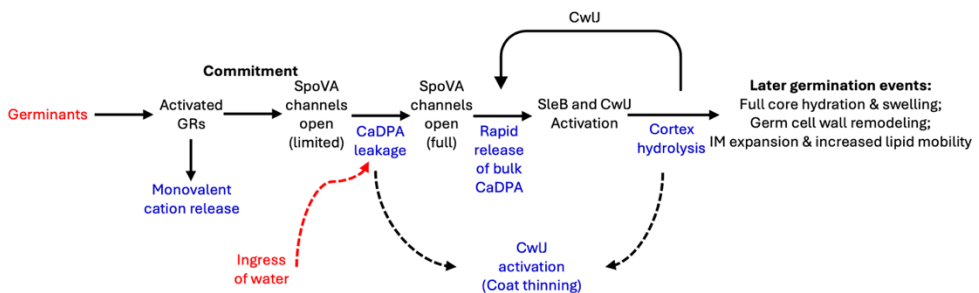 CwlJ
Commitment
Germinants
Activated
GRs
SpoVA
channels
open
(limited)
CaDPA
leakage
SpoVA
channels
open
(full)
Rapid
release
of bulk
CaDPA
SleB and CwlJ
Activation
Cortex
hydrolysis
Later germination events:
Full core hydration & swelling;
Germ cell wall remodeling;
IM expansion & increased lipid mobility
Monovalent
cation release
Ingress
of water
CwlJ
activation
(Coat thinning)